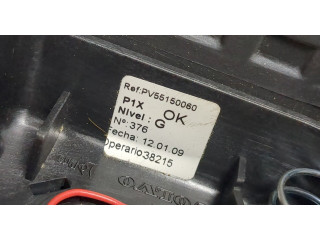 Ref:PV55150060
P1X OK
Nivel : G
Nº:376
Fecha: 12.01.09
Operario38215